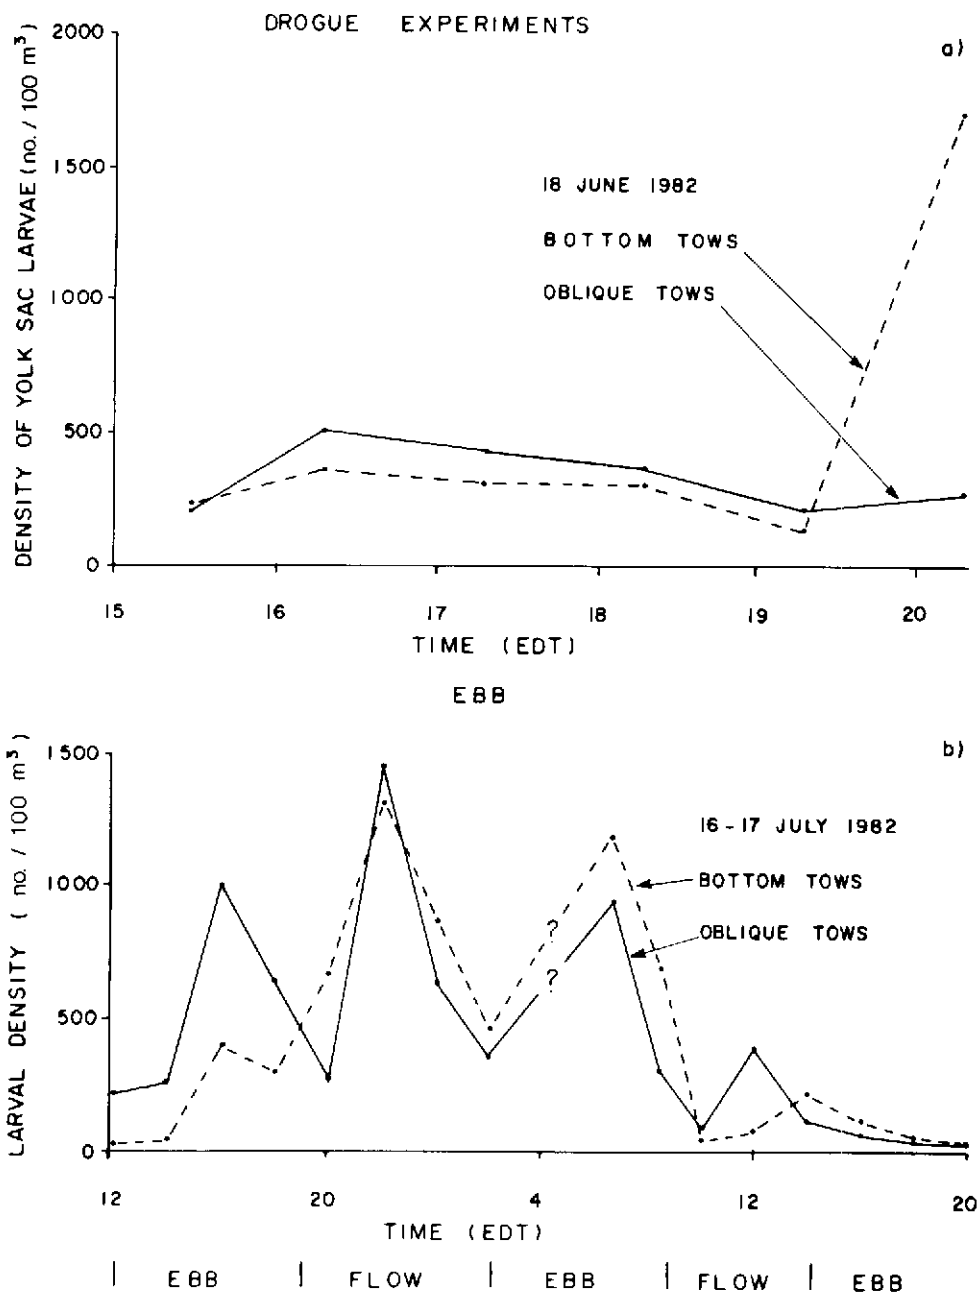 DROGUE EXPERIMENTS
a)
DENSITY OF YOLK SAC LARVAE (no. / 100 m³)
2000
1500
1000
500
0
18 JUNE 1982
BOTTOM TOWS
OBLIQUE TOWS
15 16 17 18 19 20
TIME (EDT)
EBB
b)
LARVAL DENSITY ( no. / 100 m³)
1500
1000
500
0
16-17 JULY 1982
BOTTOM TOWS
OBLIQUE TOWS
?
?
12 20 4 12 20
TIME (EDT)
| EBB | FLOW | EBB | FLOW | EBB